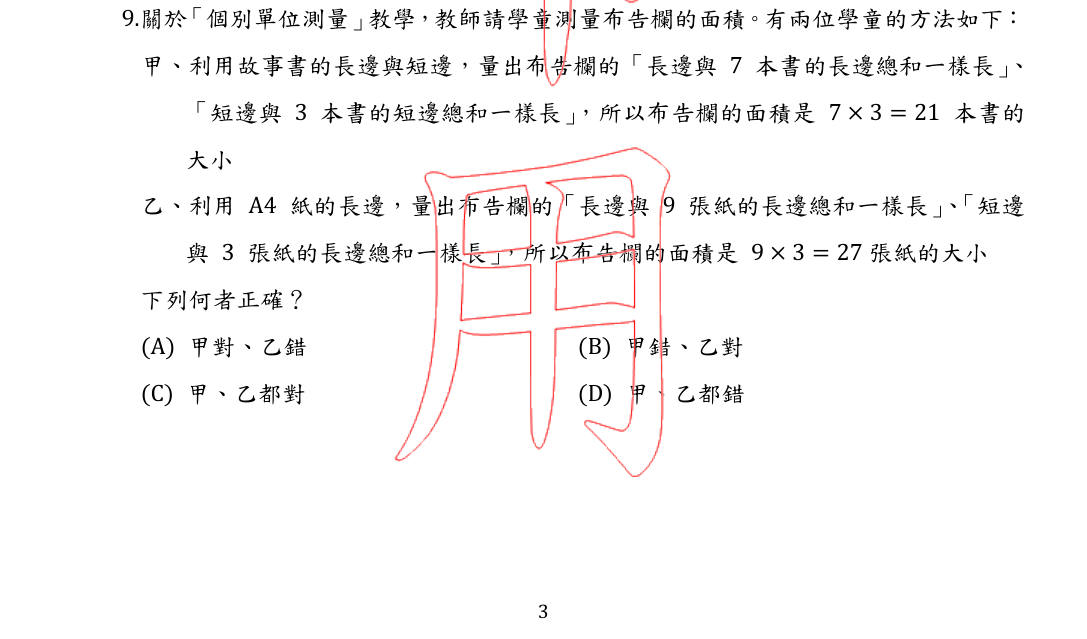 9.關於「個別單位測量」教學，教師請學童測量布告欄的面積。有兩位學童的方法如下：
甲、利用故事書的長邊與短邊，量出布告欄的「長邊與 7 本書的長邊總和一樣長」、
「短邊與 3 本書的短邊總和一樣長」，所以布告欄的面積是 7 × 3 = 21 本書的
大小
乙、利用 A4 紙的長邊，量出布告欄的「長邊與 9 張紙的長邊總和一樣長」、「短邊
與 3 張紙的長邊總和一樣長」，所以布告欄的面積是 9 × 3 = 27 張紙的大小
下列何者正確？
(A) 甲對、乙錯 (B) 甲錯、乙對
(C) 甲、乙都對 (D) 甲、乙都錯
用
3